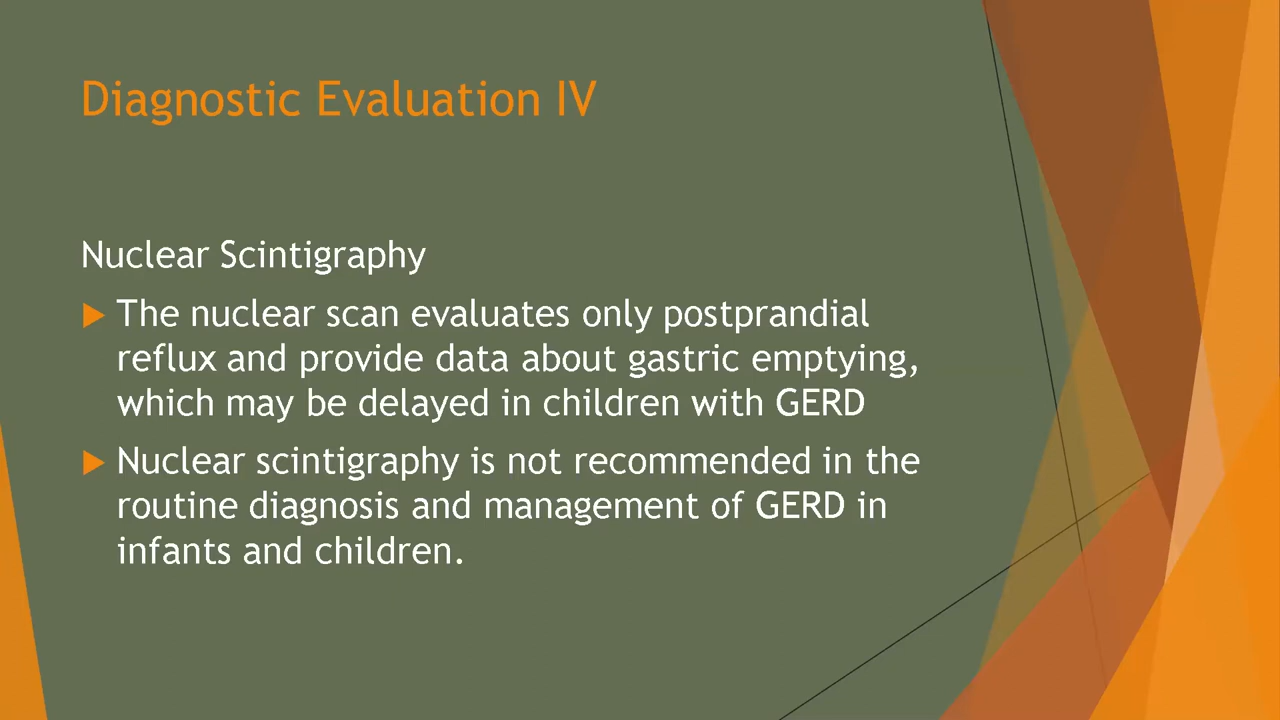 Diagnostic Evaluation IV
Nuclear Scintigraphy
The nuclear scan evaluates only postprandial
reflux and provide data about gastric emptying,
which may be delayed in children with GERD
Nuclear scintigraphy is not recommended in the
routine diagnosis and management of GERD in
infants and children.